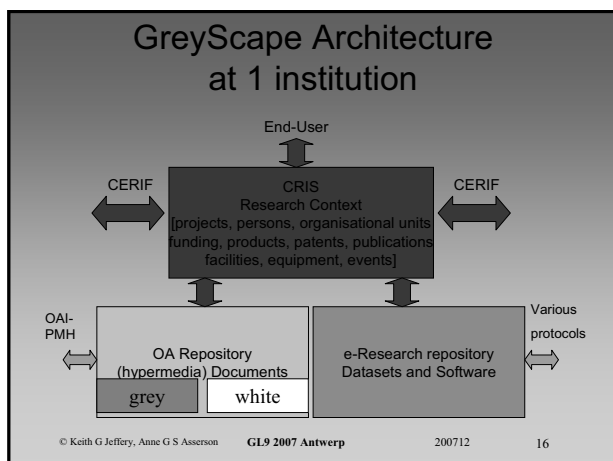 GreyScape Architecture
at 1 institution
End-User
CERIF
CRIS
Research Context
[projects, persons, organisational units
funding, products, patents, publications
facilities, equipment, events]
CERIF
OAI-
PMH
OA Repository
(hypermedia) Documents
grey
white
e-Research repository
Datasets and Software
Various
protocols
© Keith G Jeffery, Anne G S Asserson GL9 2007 Antwerp 200712 16